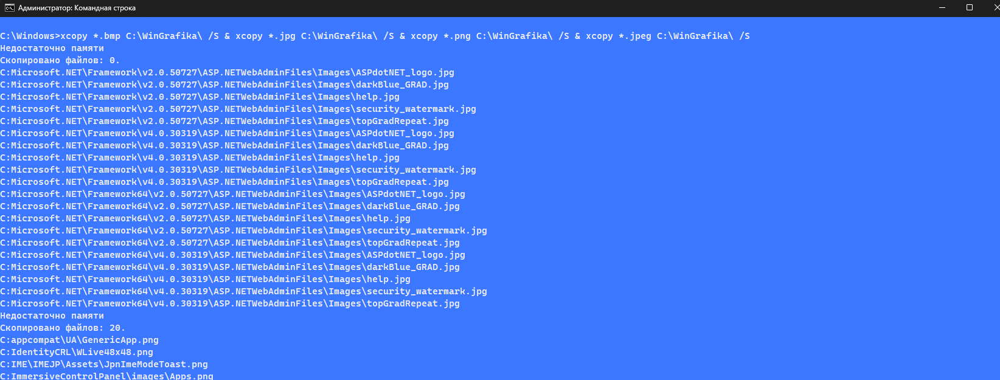 Администратор: Командная строка
C:\Windows>xcopy *.bmp C:\WinGrafika\ /S & xcopy *.jpg C:\WinGrafika\ /S & xcopy *.png C:\WinGrafika\ /S & xcopy *.jpeg C:\WinGrafika\ /S
Недостаточно памяти
Скопировано файлов: 0.
C:Microsoft.NET\Framework\v2.0.50727\ASP.NETWebAdminFiles\Images\ASPdotNET_logo.jpg
C:Microsoft.NET\Framework\v2.0.50727\ASP.NETWebAdminFiles\Images\darkBlue_GRAD.jpg
C:Microsoft.NET\Framework\v2.0.50727\ASP.NETWebAdminFiles\Images\help.jpg
C:Microsoft.NET\Framework\v2.0.50727\ASP.NETWebAdminFiles\Images\security_watermark.jpg
C:Microsoft.NET\Framework\v2.0.50727\ASP.NETWebAdminFiles\Images\topGradRepeat.jpg
C:Microsoft.NET\Framework\v4.0.30319\ASP.NETWebAdminFiles\Images\ASPdotNET_logo.jpg
C:Microsoft.NET\Framework\v4.0.30319\ASP.NETWebAdminFiles\Images\darkBlue_GRAD.jpg
C:Microsoft.NET\Framework\v4.0.30319\ASP.NETWebAdminFiles\Images\help.jpg
C:Microsoft.NET\Framework\v4.0.30319\ASP.NETWebAdminFiles\Images\security_watermark.jpg
C:Microsoft.NET\Framework\v4.0.30319\ASP.NETWebAdminFiles\Images\topGradRepeat.jpg
C:Microsoft.NET\Framework64\v2.0.50727\ASP.NETWebAdminFiles\Images\ASPdotNET_logo.jpg
C:Microsoft.NET\Framework64\v2.0.50727\ASP.NETWebAdminFiles\Images\darkBlue_GRAD.jpg
C:Microsoft.NET\Framework64\v2.0.50727\ASP.NETWebAdminFiles\Images\help.jpg
C:Microsoft.NET\Framework64\v2.0.50727\ASP.NETWebAdminFiles\Images\security_watermark.jpg
C:Microsoft.NET\Framework64\v2.0.50727\ASP.NETWebAdminFiles\Images\topGradRepeat.jpg
C:Microsoft.NET\Framework64\v4.0.30319\ASP.NETWebAdminFiles\Images\ASPdotNET_logo.jpg
C:Microsoft.NET\Framework64\v4.0.30319\ASP.NETWebAdminFiles\Images\darkBlue_GRAD.jpg
C:Microsoft.NET\Framework64\v4.0.30319\ASP.NETWebAdminFiles\Images\help.jpg
C:Microsoft.NET\Framework64\v4.0.30319\ASP.NETWebAdminFiles\Images\security_watermark.jpg
C:Microsoft.NET\Framework64\v4.0.30319\ASP.NETWebAdminFiles\Images\topGradRepeat.jpg
Недостаточно памяти
Скопировано файлов: 20.
C:appcompat\UA\GenericApp.png
C:IdentityCRL\WLive48x48.png
C:IME\IMEJP\Assets\JpnImeModeToast.png
C:ImmersiveControlPanel\images\Apps.png